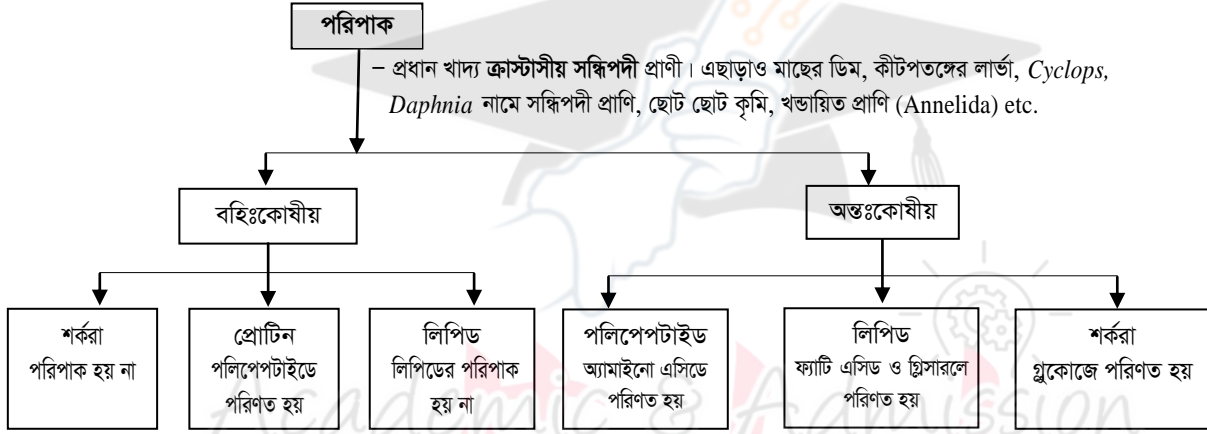 পরিপাক
– প্রধান খাদ্য ক্রাস্টাসীয় সন্ধিপদী প্রাণী। এছাড়াও মাছের ডিম, কীটপতঙ্গের লার্ভা, Cyclops,
Daphnia নামে সন্ধিপদী প্রাণি, ছোট ছোট কৃমি, খন্ডায়িত প্রাণি (Annelida) etc.
বহিঃকোষীয়
অন্তঃকোষীয়
শর্করা
পরিপাক হয় না
প্রোটিন
পলিপেপটাইডে
পরিণত হয়
লিপিড
লিপিডের পরিপাক
হয় না
পলিপেপটাইড
অ্যামাইনো এসিডে
পরিণত হয়
লিপিড
ফ্যাটি এসিড ও গ্লিসারলে
পরিণত হয়
শর্করা
গ্লুকোজে পরিণত হয়
Academic & Admission